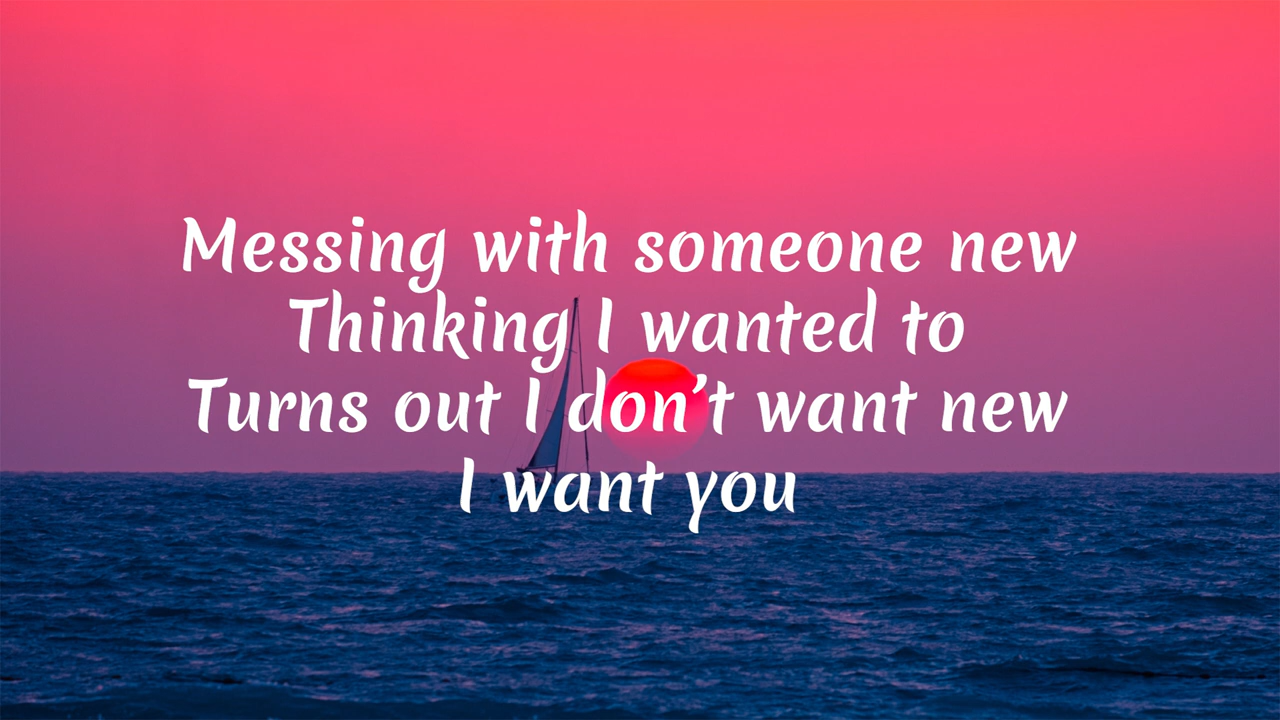 Messing with someone new
Thinking I wanted to
Turns out I don’t want new
I want you